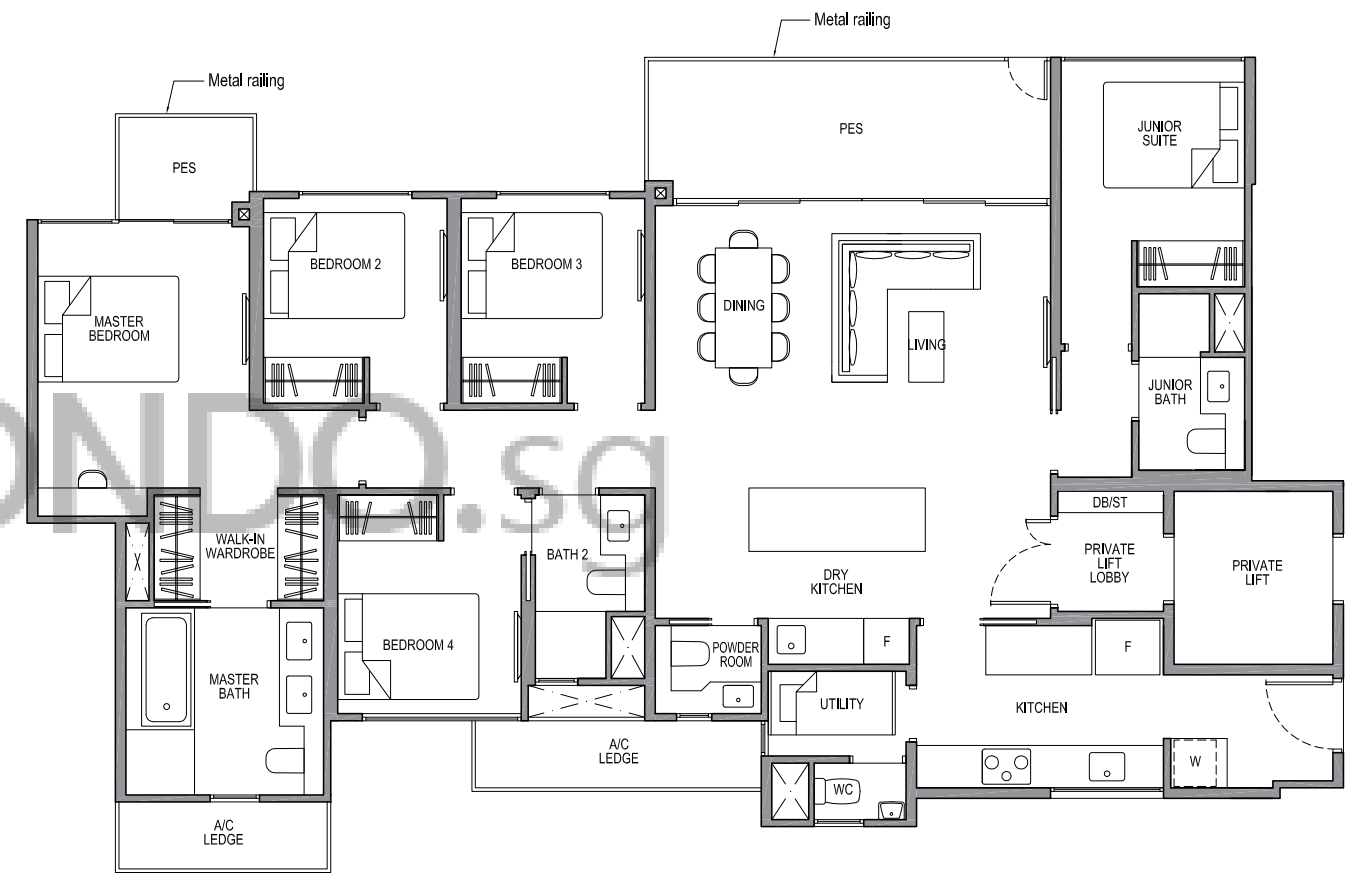 Metal railing
Metal railing
PES
PES
JUNIOR
SUITE
BEDROOM 2
BEDROOM 3
MASTER
BEDROOM
DINING
LIVING
JUNIOR
BATH
ONDO.sg
DB/ST
WALK-IN
WARDROBE
BATH 2
PRIVATE
LIFT
LOBBY
PRIVATE
LIFT
DRY
KITCHEN
BEDROOM 4
POWDER
ROOM
F
F
MASTER
BATH
UTILITY
KITCHEN
A/C
LEDGE
W
WC
A/C
LEDGE